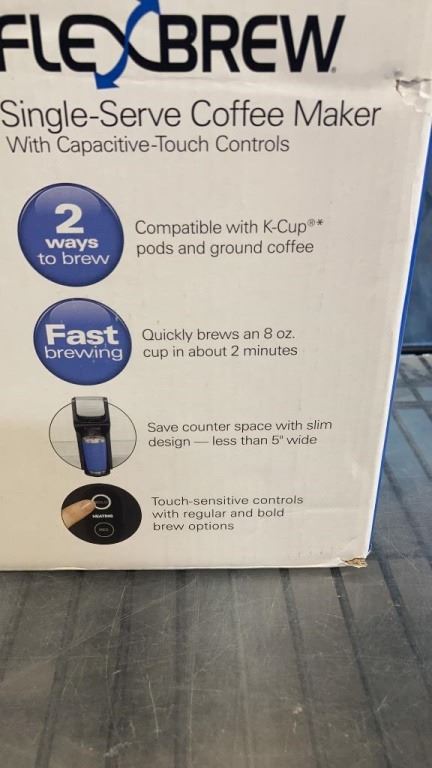 FLEXBREW®
Single-Serve Coffee Maker
With Capacitive-Touch Controls
2
ways
to brew
Compatible with K-Cup®*
pods and ground coffee
Fast
brewing
Quickly brews an 8 oz.
cup in about 2 minutes
Save counter space with slim
design — less than 5" wide
HEATING
REG
Touch-sensitive controls
with regular and bold
brew options